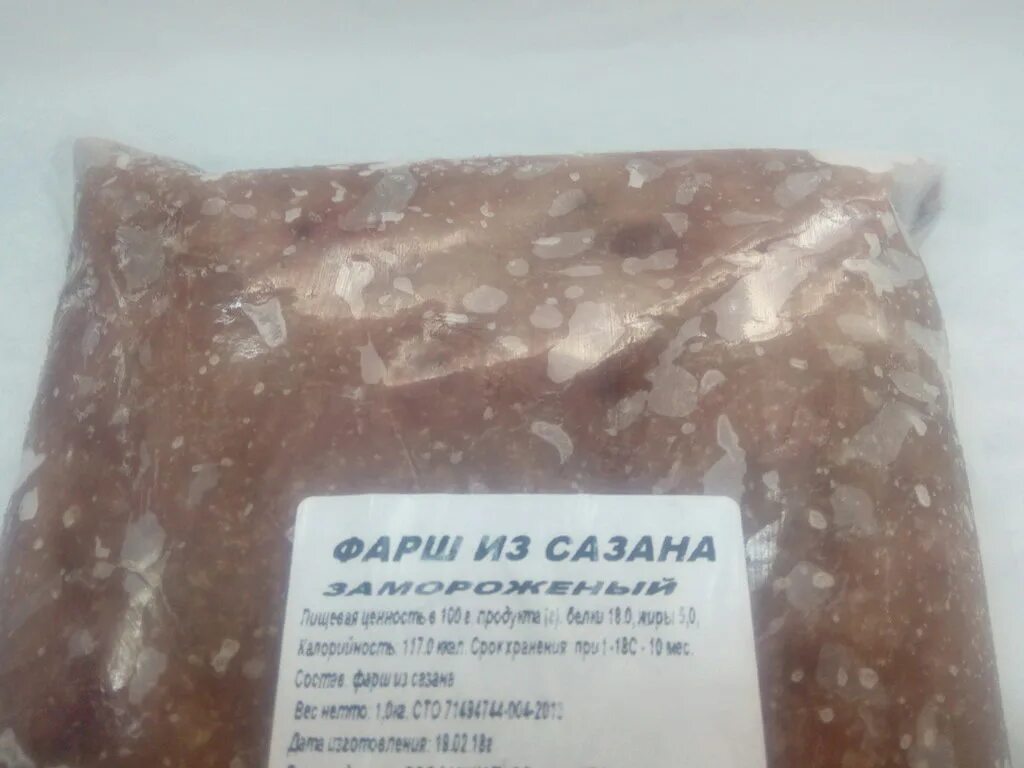 ФАРШ ИЗ САЗАНА
ЗАМОРОЖЕНЫЙ
Пищевая ценность в 100 г. продукта (г). белки 18.0, жиры 5,0,
Калорийность. 117.0 ккал. Срок хранения. при t -18С - 10 мес.
Состав. фарш из сазана
Вес нетто. 1,0кг. СТО 71494744-004-2013
Дата изготовления: 18.02 18г